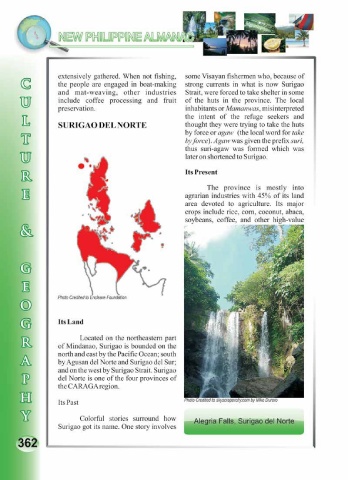 NEW PHILIPPINE ALMANAC
CULTURE & GEOGRAPHY
extensively gathered. When not fishing,
the people are engaged in boat-making
and mat-weaving, other industries
include coffee processing and fruit
preservation.
SURIGAO DEL NORTE
Photo Credited to Enciture Foundation
Its Land
Located on the northeastern part
of Mindanao, Surigao is bounded on the
north and east by the Pacific Ocean; south
by Agusan del Norte and Surigao del Sur;
and on the west by Surigao Strait. Surigao
del Norte is one of the four provinces of
the CARAGA region.
Its Past
Colorful stories surround how
Surigao got its name. One story involves
some Visayan fishermen who, because of
strong currents in what is now Surigao
Strait, were forced to take shelter in some
of the huts in the province. The local
inhabitants or Mamanwas, misinterpreted
the intent of the refuge seekers and
thought they were trying to take the huts
by force or agaw (the local word for take
by force). Agaw was given the prefix suri,
thus suri-agaw was formed which was
later on shortened to Surigao.
Its Present
The province is mostly into
agrarian industries with 45% of its land
area devoted to agriculture. Its major
crops include rice, corn, coconut, abaca,
soybeans, coffee, and other high-value
Photo Credited to by Mike Dunelo
Alegria Falls, Surigao del Norte
362